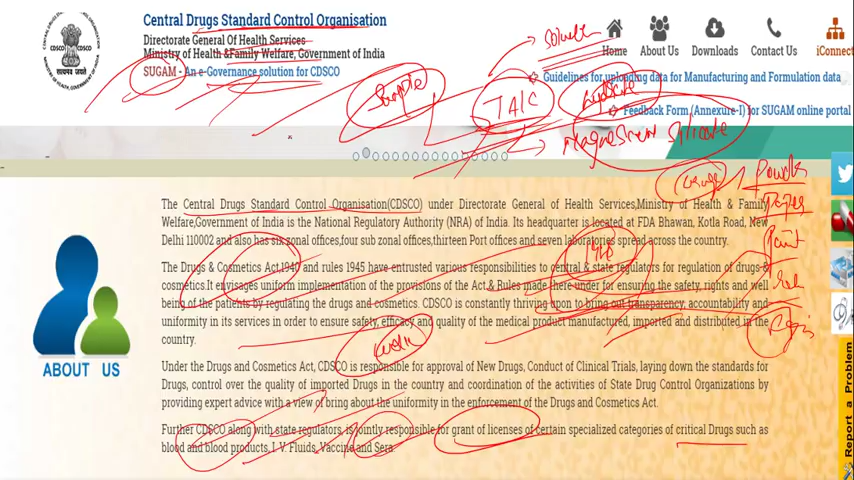 Central Drugs Standard Control Organisation
Directorate General Of Health Services
Ministry of Health &Family Welfare, Government of India
SUGAM - An e-Governance solution for CDSCO
Home About Us Downloads Contact Us iConnect
Guidelines for uploading data for Manufacturing and Formulation data
Feedback Form (Annexure-I) for SUGAM online portal
Sample
TALC
Magnesium Silicate
Powder
Paint
The Central Drugs Standard Control Organisation(CDSCO) under Directorate General of Health Services,Ministry of Health & Family
Welfare,Government of India is the National Regulatory Authority (NRA) of India. Its headquarter is located at FDA Bhawan, Kotla Road, New
Delhi 110002 and also has six zonal offices,four sub zonal offices,thirteen Port offices and seven laboratories spread across the country.
The Drugs & Cosmetics Act,1940 and rules 1945 have entrusted various responsibilities to central & state regulators for regulation of drugs &
cosmetics.It envisages uniform implementation of the provisions of the Act & Rules made there under for ensuring the safety, rights and well
being of the patients by regulating the drugs and cosmetics. CDSCO is constantly thriving upon to bring out transparency, accountability and
uniformity in its services in order to ensure safety, efficacy and quality of the medical product manufactured, imported and distributed in the
country.
Under the Drugs and Cosmetics Act, CDSCO is responsible for approval of New Drugs, Conduct of Clinical Trials, laying down the standards for
Drugs, control over the quality of imported Drugs in the country and coordination of the activities of State Drug Control Organizations by
providing expert advice with a view of bring about the uniformity in the enforcement of the Drugs and Cosmetics Act.
Further CDSCO along with state regulators, is jointly responsible for grant of licenses of certain specialized categories of critical Drugs such as
blood and blood products, I. V. Fluids, Vaccine and Sera.
ABOUT US
Report a Problem